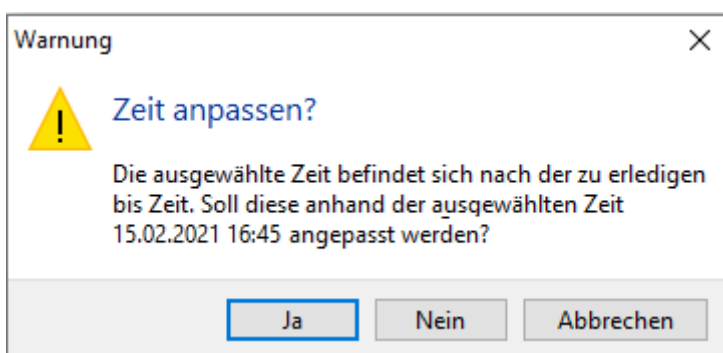 Warnung
Zeit anpassen?
Die ausgewählte Zeit befindet sich nach der zu erledigen
bis Zeit. Soll diese anhand der ausgewählten Zeit
15.02.2021 16:45 angepasst werden?
Ja Nein Abbrechen